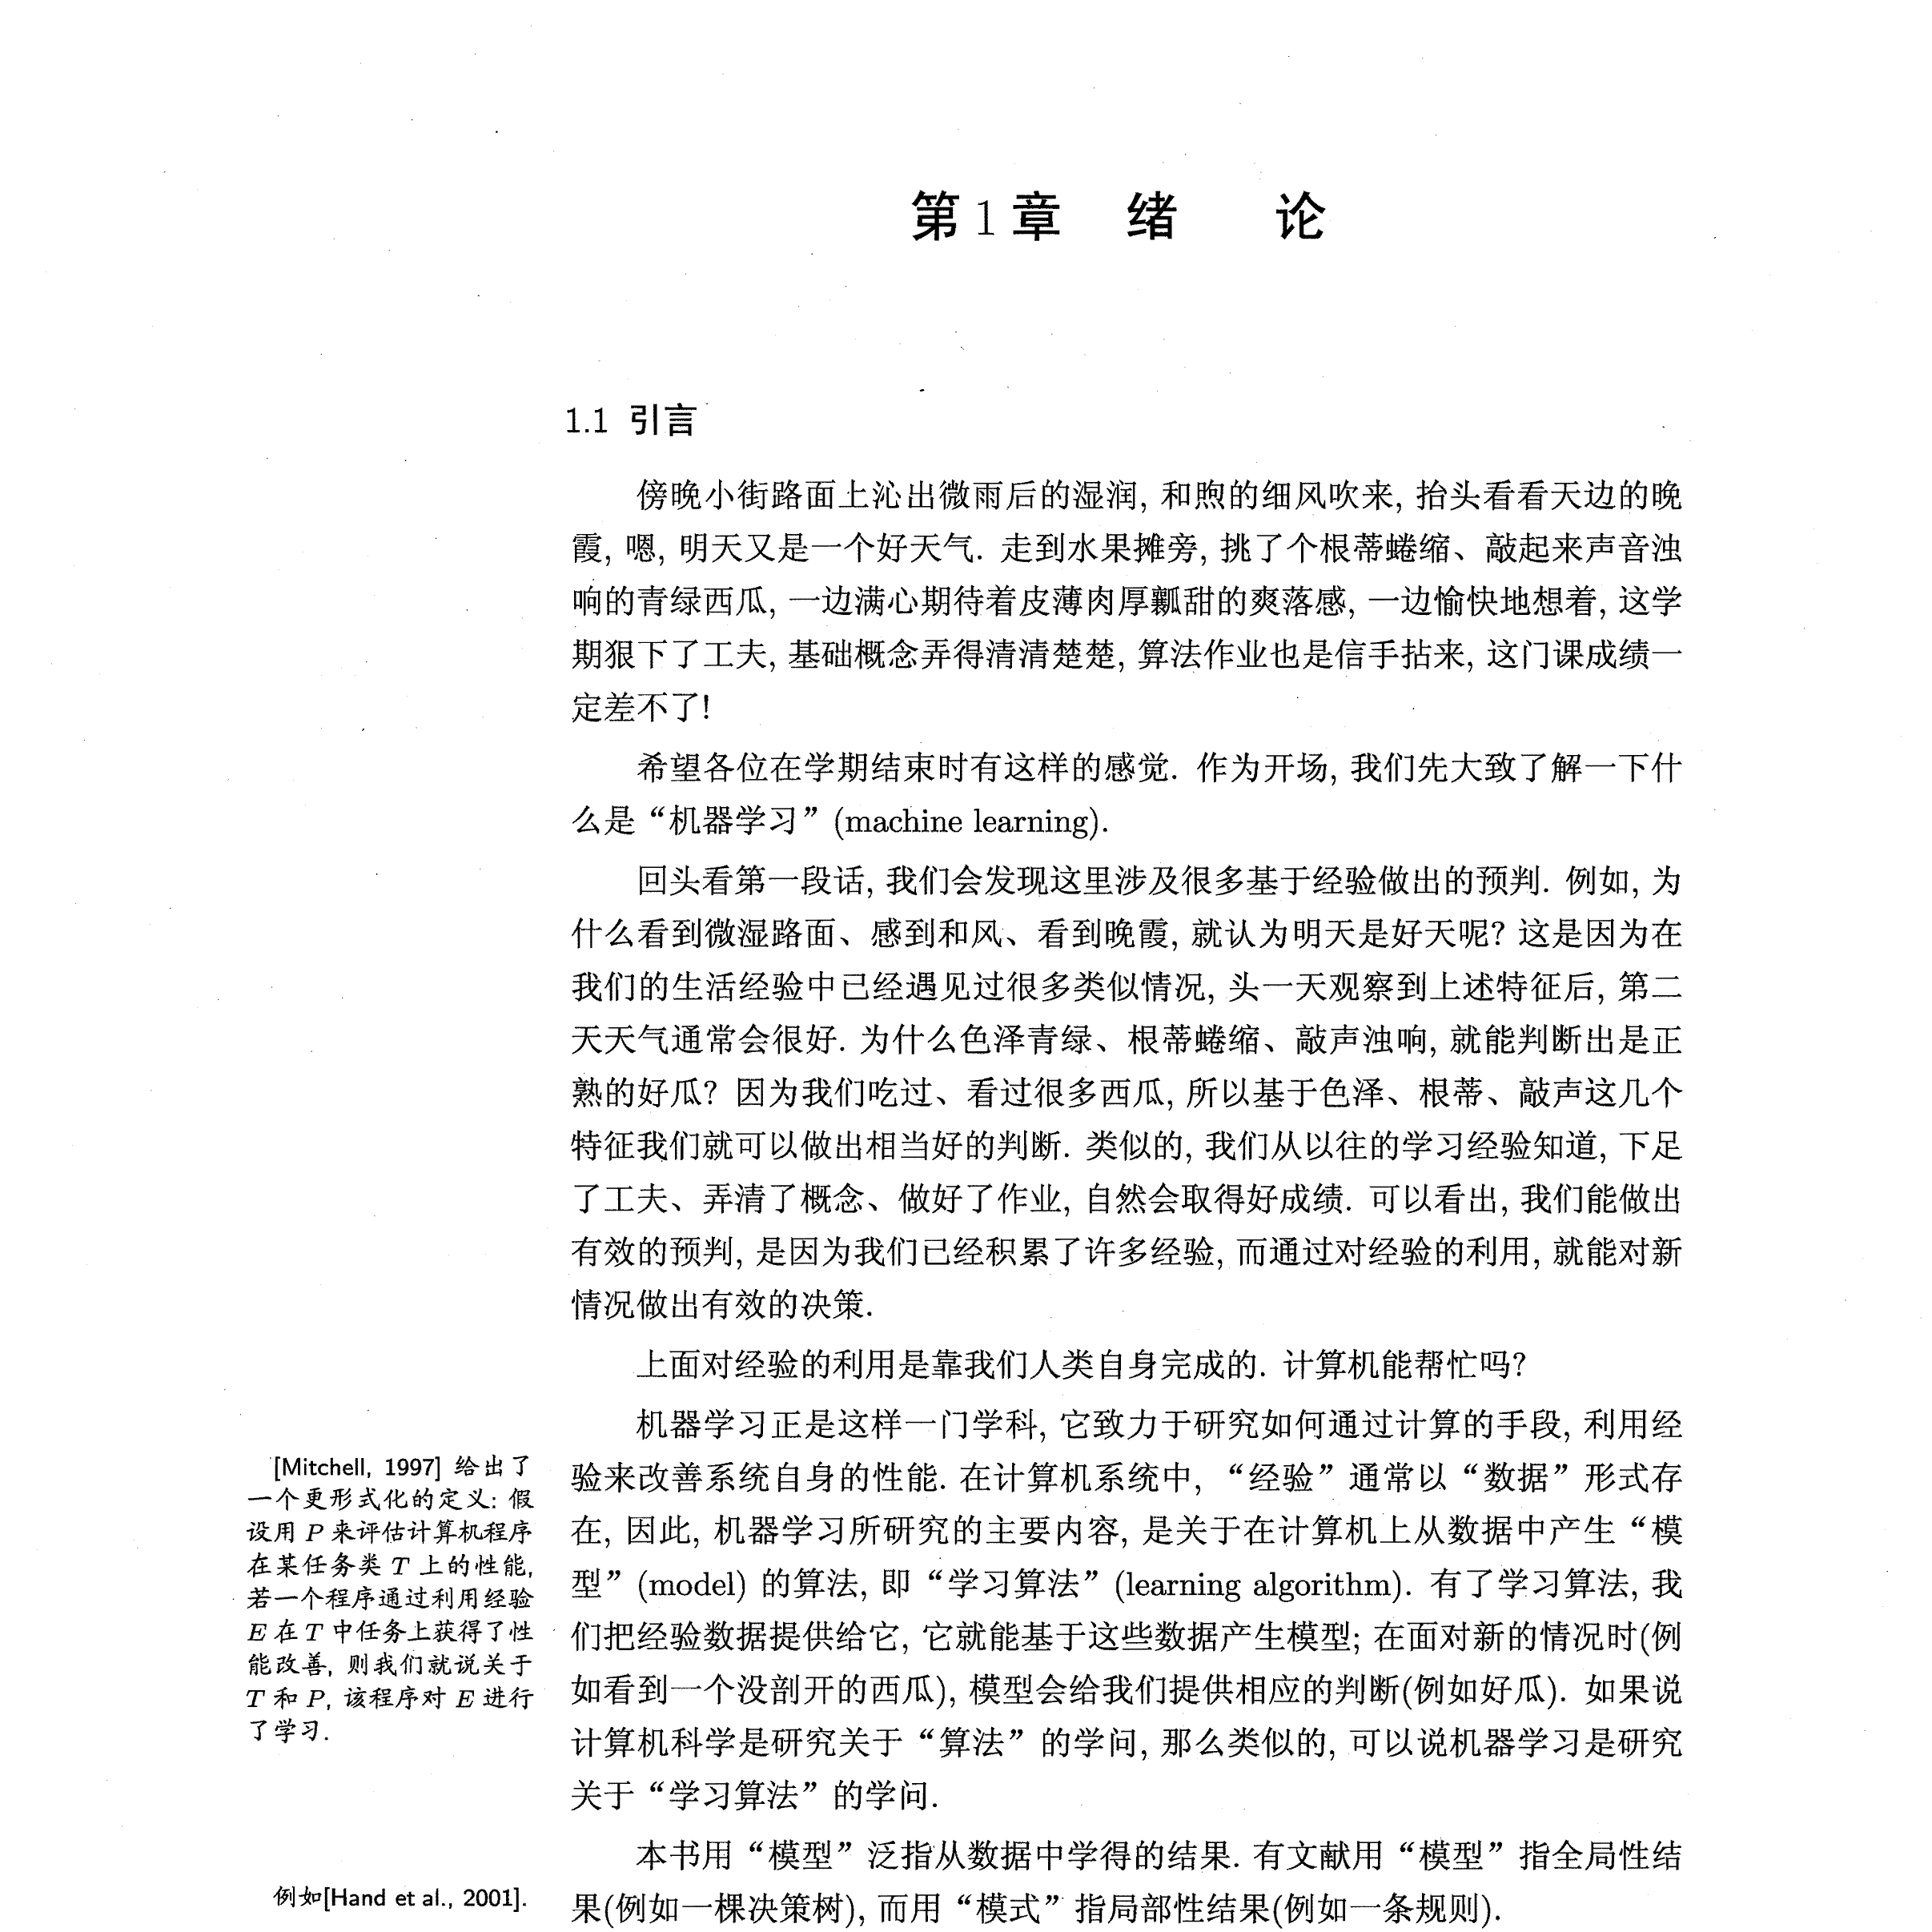 第1章 绪 论
1.1 引言
傍晚小街路面上沁出微雨后的湿润, 和煦的细风吹来, 抬头看看天边的晚
霞, 嗯, 明天又是一个好天气. 走到水果摊旁, 挑了个根蒂蜷缩、敲起来声音浊
响的青绿西瓜, 一边满心期待着皮薄肉厚瓤甜的爽落感, 一边愉快地想着, 这学
期狠下了工夫, 基础概念弄得清清楚楚, 算法作业也是信手拈来, 这门课成绩一
定差不了!
希望各位在学期结束时有这样的感觉. 作为开场, 我们先大致了解一下什
么是“机器学习”(machine learning).
回头看第一段话, 我们会发现这里涉及很多基于经验做出的预判. 例如, 为
什么看到微湿路面、感到和风、看到晚霞, 就认为明天是好天呢? 这是因为在
我们的生活经验中已经遇见过很多类似情况, 头一天观察到上述特征后, 第二
天天气通常会很好. 为什么色泽青绿、根蒂蜷缩、敲声浊响, 就能判断出是正
熟的好瓜? 因为我们吃过、看过很多西瓜, 所以基于色泽、根蒂、敲声这几个
特征我们就可以做出相当好的判断. 类似的, 我们从以往的学习经验知道, 下足
了工夫、弄清了概念、做好了作业, 自然会取得好成绩. 可以看出, 我们能做出
有效的预判, 是因为我们已经积累了许多经验, 而通过对经验的利用, 就能对新
情况做出有效的决策.
上面对经验的利用是靠我们人类自身完成的. 计算机能帮忙吗?
机器学习正是这样一门学科, 它致力于研究如何通过计算的手段, 利用经
验来改善系统自身的性能. 在计算机系统中, “经验”通常以“数据”形式存
在, 因此, 机器学习所研究的主要内容, 是关于在计算机上从数据中产生“模
型”(model) 的算法, 即“学习算法”(learning algorithm). 有了学习算法, 我
们把经验数据提供给它, 它就能基于这些数据产生模型; 在面对新的情况时(例
如看到一个没剖开的西瓜), 模型会给我们提供相应的判断(例如好瓜). 如果说
计算机科学是研究关于“算法”的学问, 那么类似的, 可以说机器学习是研究
关于“学习算法”的学问.
[Mitchell, 1997] 给出了
一个更形式化的定义: 假
设用 P 来评估计算机程序
在某任务类 T 上的性能,
若一个程序通过利用经验
E 在 T 中任务上获得了性
能改善, 则我们就说关于
T 和 P, 该程序对 E 进行
了学习.
本书用“模型”泛指从数据中学得的结果. 有文献用“模型”指全局性结
果(例如一棵决策树), 而用“模式”指局部性结果(例如一条规则).
例如[Hand et al., 2001].